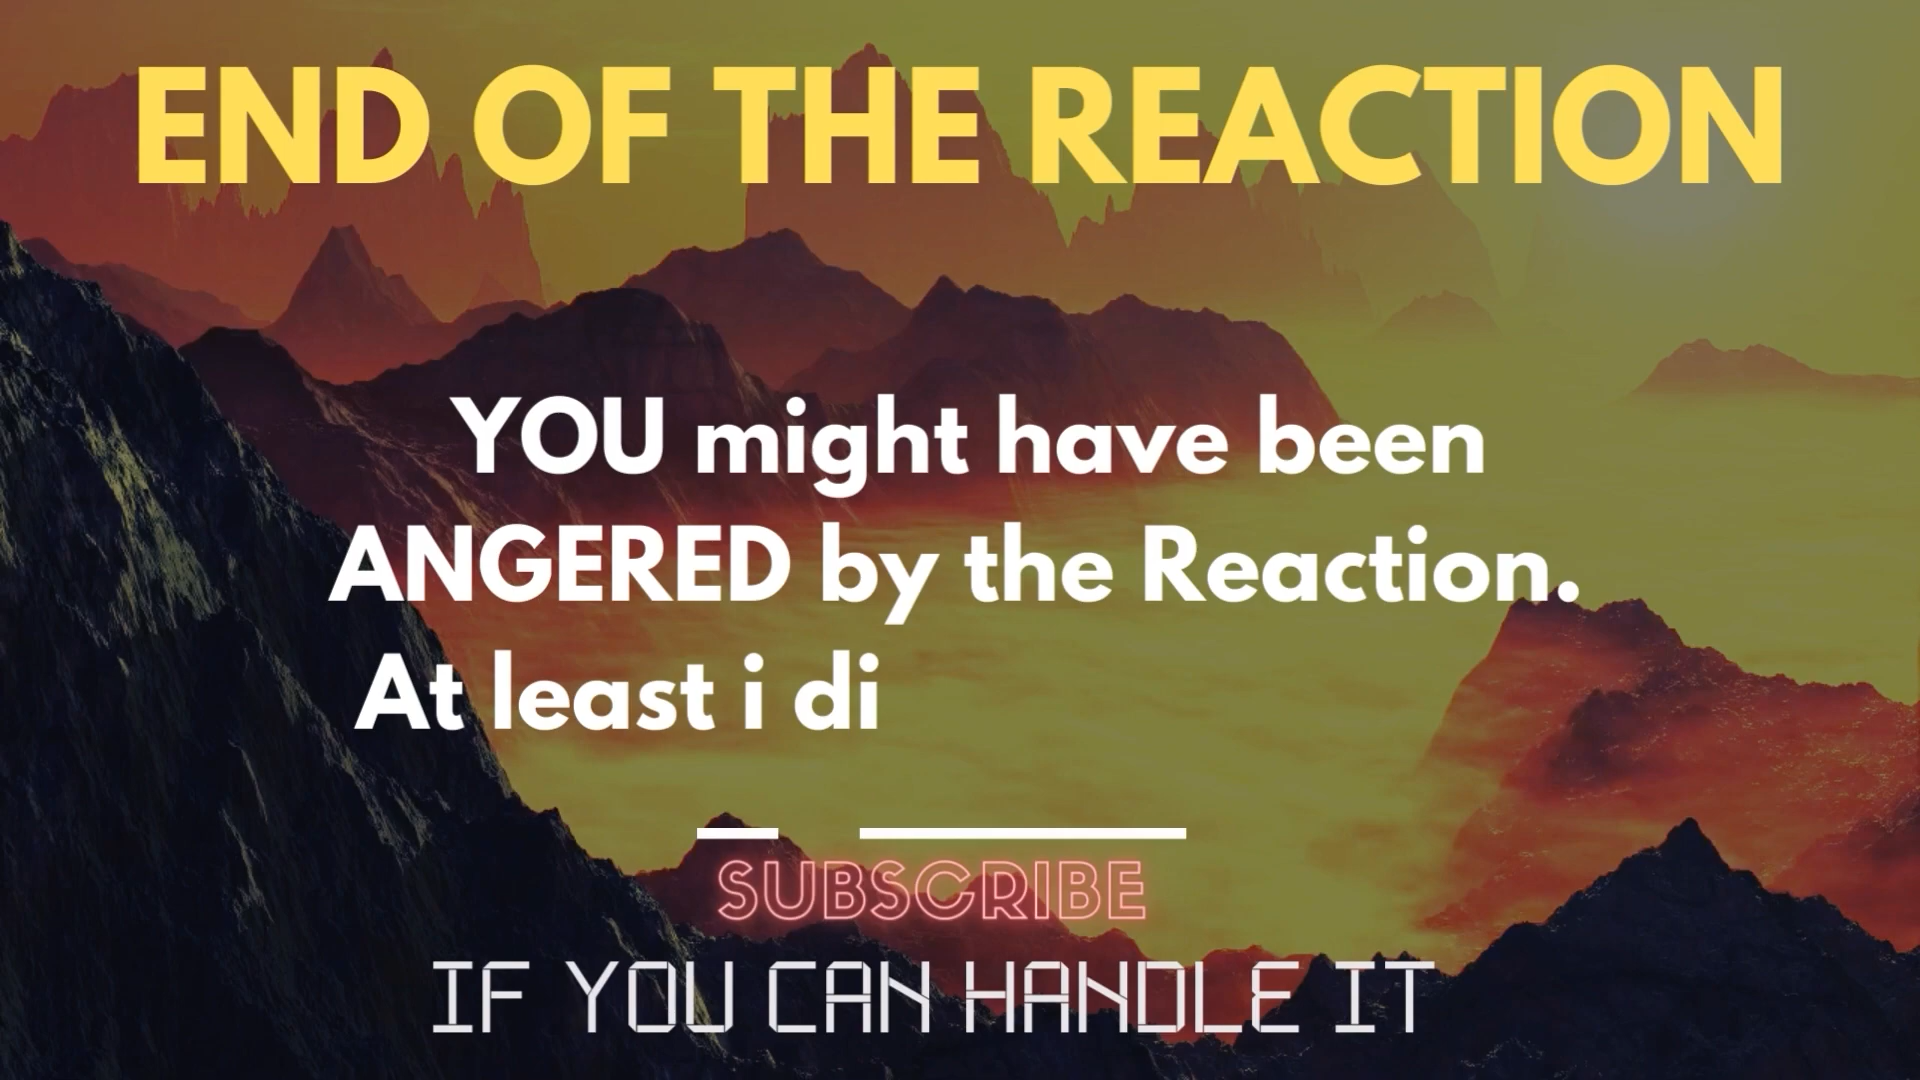 END OF THE REACTION
YOU might have been
ANGERED by the Reaction.
At least i di
SUBSCRIBE
IF YOU CAN HANDLE IT